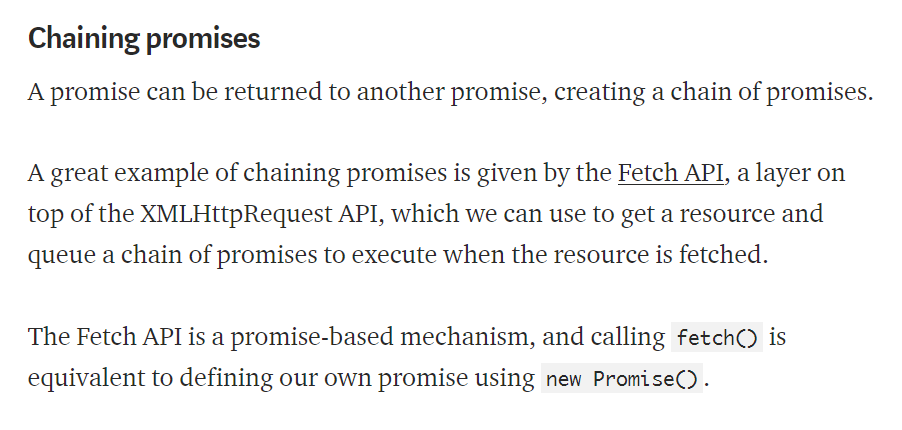 Chaining promises
A promise can be returned to another promise, creating a chain of promises.
A great example of chaining promises is given by the Fetch API, a layer on
top of the XMLHttpRequest API, which we can use to get a resource and
queue a chain of promises to execute when the resource is fetched.
The Fetch API is a promise-based mechanism, and calling fetch() is
equivalent to defining our own promise using new Promise().